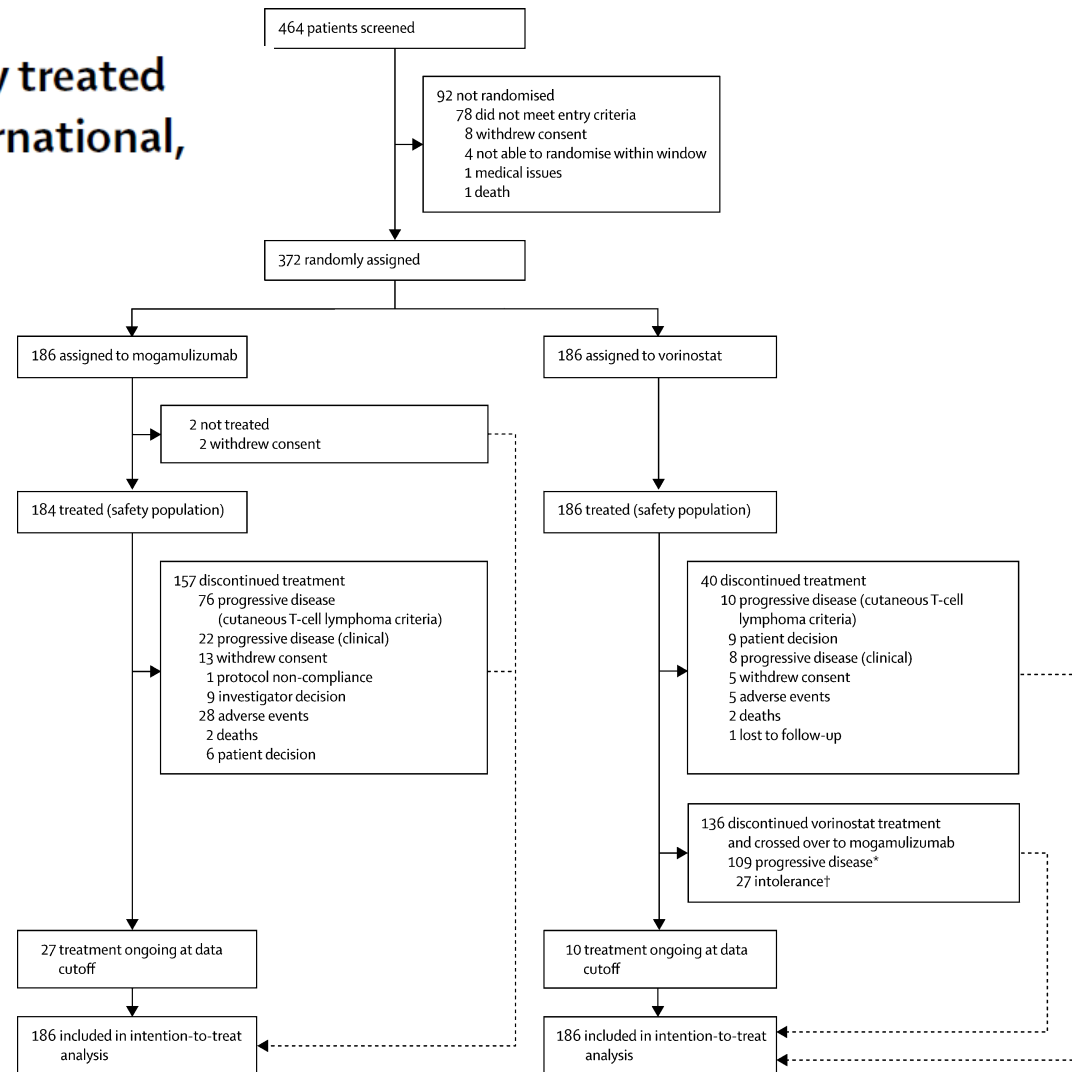 y treated
rnational,
464 patients screened
92 not randomised
78 did not meet entry criteria
8 withdrew consent
4 not able to randomise within window
1 medical issues
1 death
372 randomly assigned
186 assigned to mogamulizumab
2 not treated
2 withdrew consent
184 treated (safety population)
157 discontinued treatment
76 progressive disease
(cutaneous T-cell lymphoma criteria)
22 progressive disease (clinical)
13 withdrew consent
1 protocol non-compliance
9 investigator decision
28 adverse events
2 deaths
6 patient decision
27 treatment ongoing at data
cutoff
186 included in intention-to-treat
analysis
186 assigned to vorinostat
186 treated (safety population)
40 discontinued treatment
10 progressive disease (cutaneous T-cell
lymphoma criteria)
9 patient decision
8 progressive disease (clinical)
5 withdrew consent
5 adverse events
2 deaths
1 lost to follow-up
136 discontinued vorinostat treatment
and crossed over to mogamulizumab
109 progressive disease*
27 intolerance†
10 treatment ongoing at data
cutoff
186 included in intention-to-treat
analysis